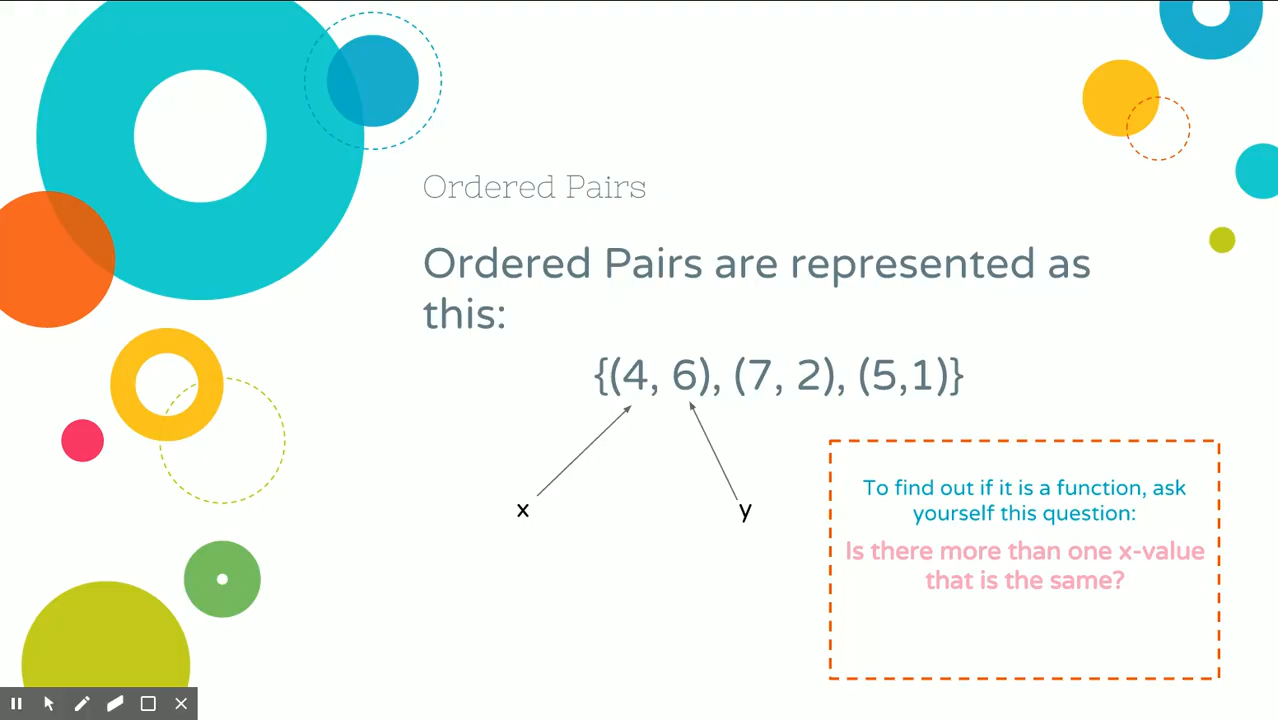 Ordered Pairs
Ordered Pairs are represented as
this:
{(4, 6), (7, 2), (5,1)}
x
y
To find out if it is a function, ask
yourself this question:
Is there more than one x-value
that is the same?